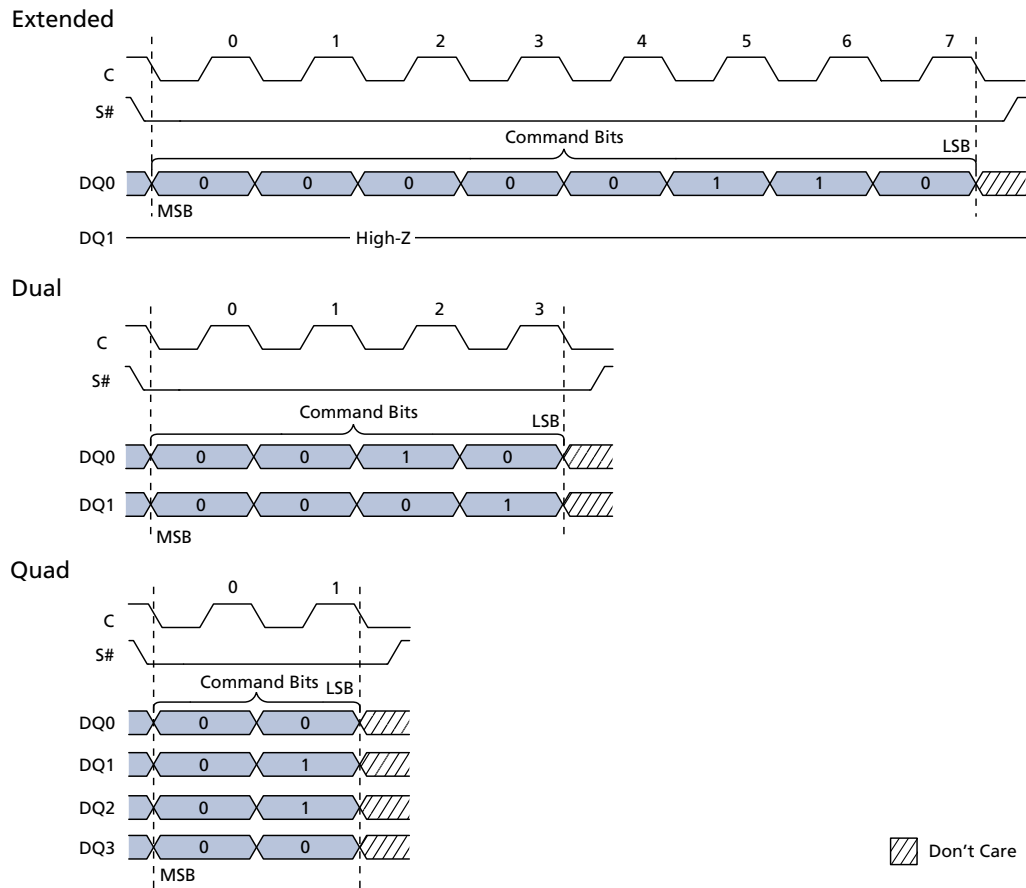 Extended
0 1 2 3 4 5 6 7
C
S#
Command Bits LSB
DQ0 0 0 0 0 0 1 1 0
MSB
DQ1 High-Z
Dual
0 1 2 3
C
S#
Command Bits LSB
DQ0 0 0 1 0
DQ1 0 0 0 1
MSB
Quad
0 1
C
S#
Command Bits LSB
DQ0 0 0
DQ1 0 1
DQ2 0 1
DQ3 0 0
MSB
Don't Care